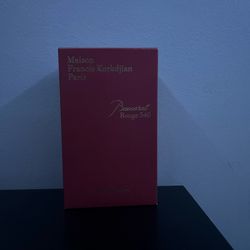 Maison
Francis Kurkdjian
Paris
Baccarat
Rouge 540